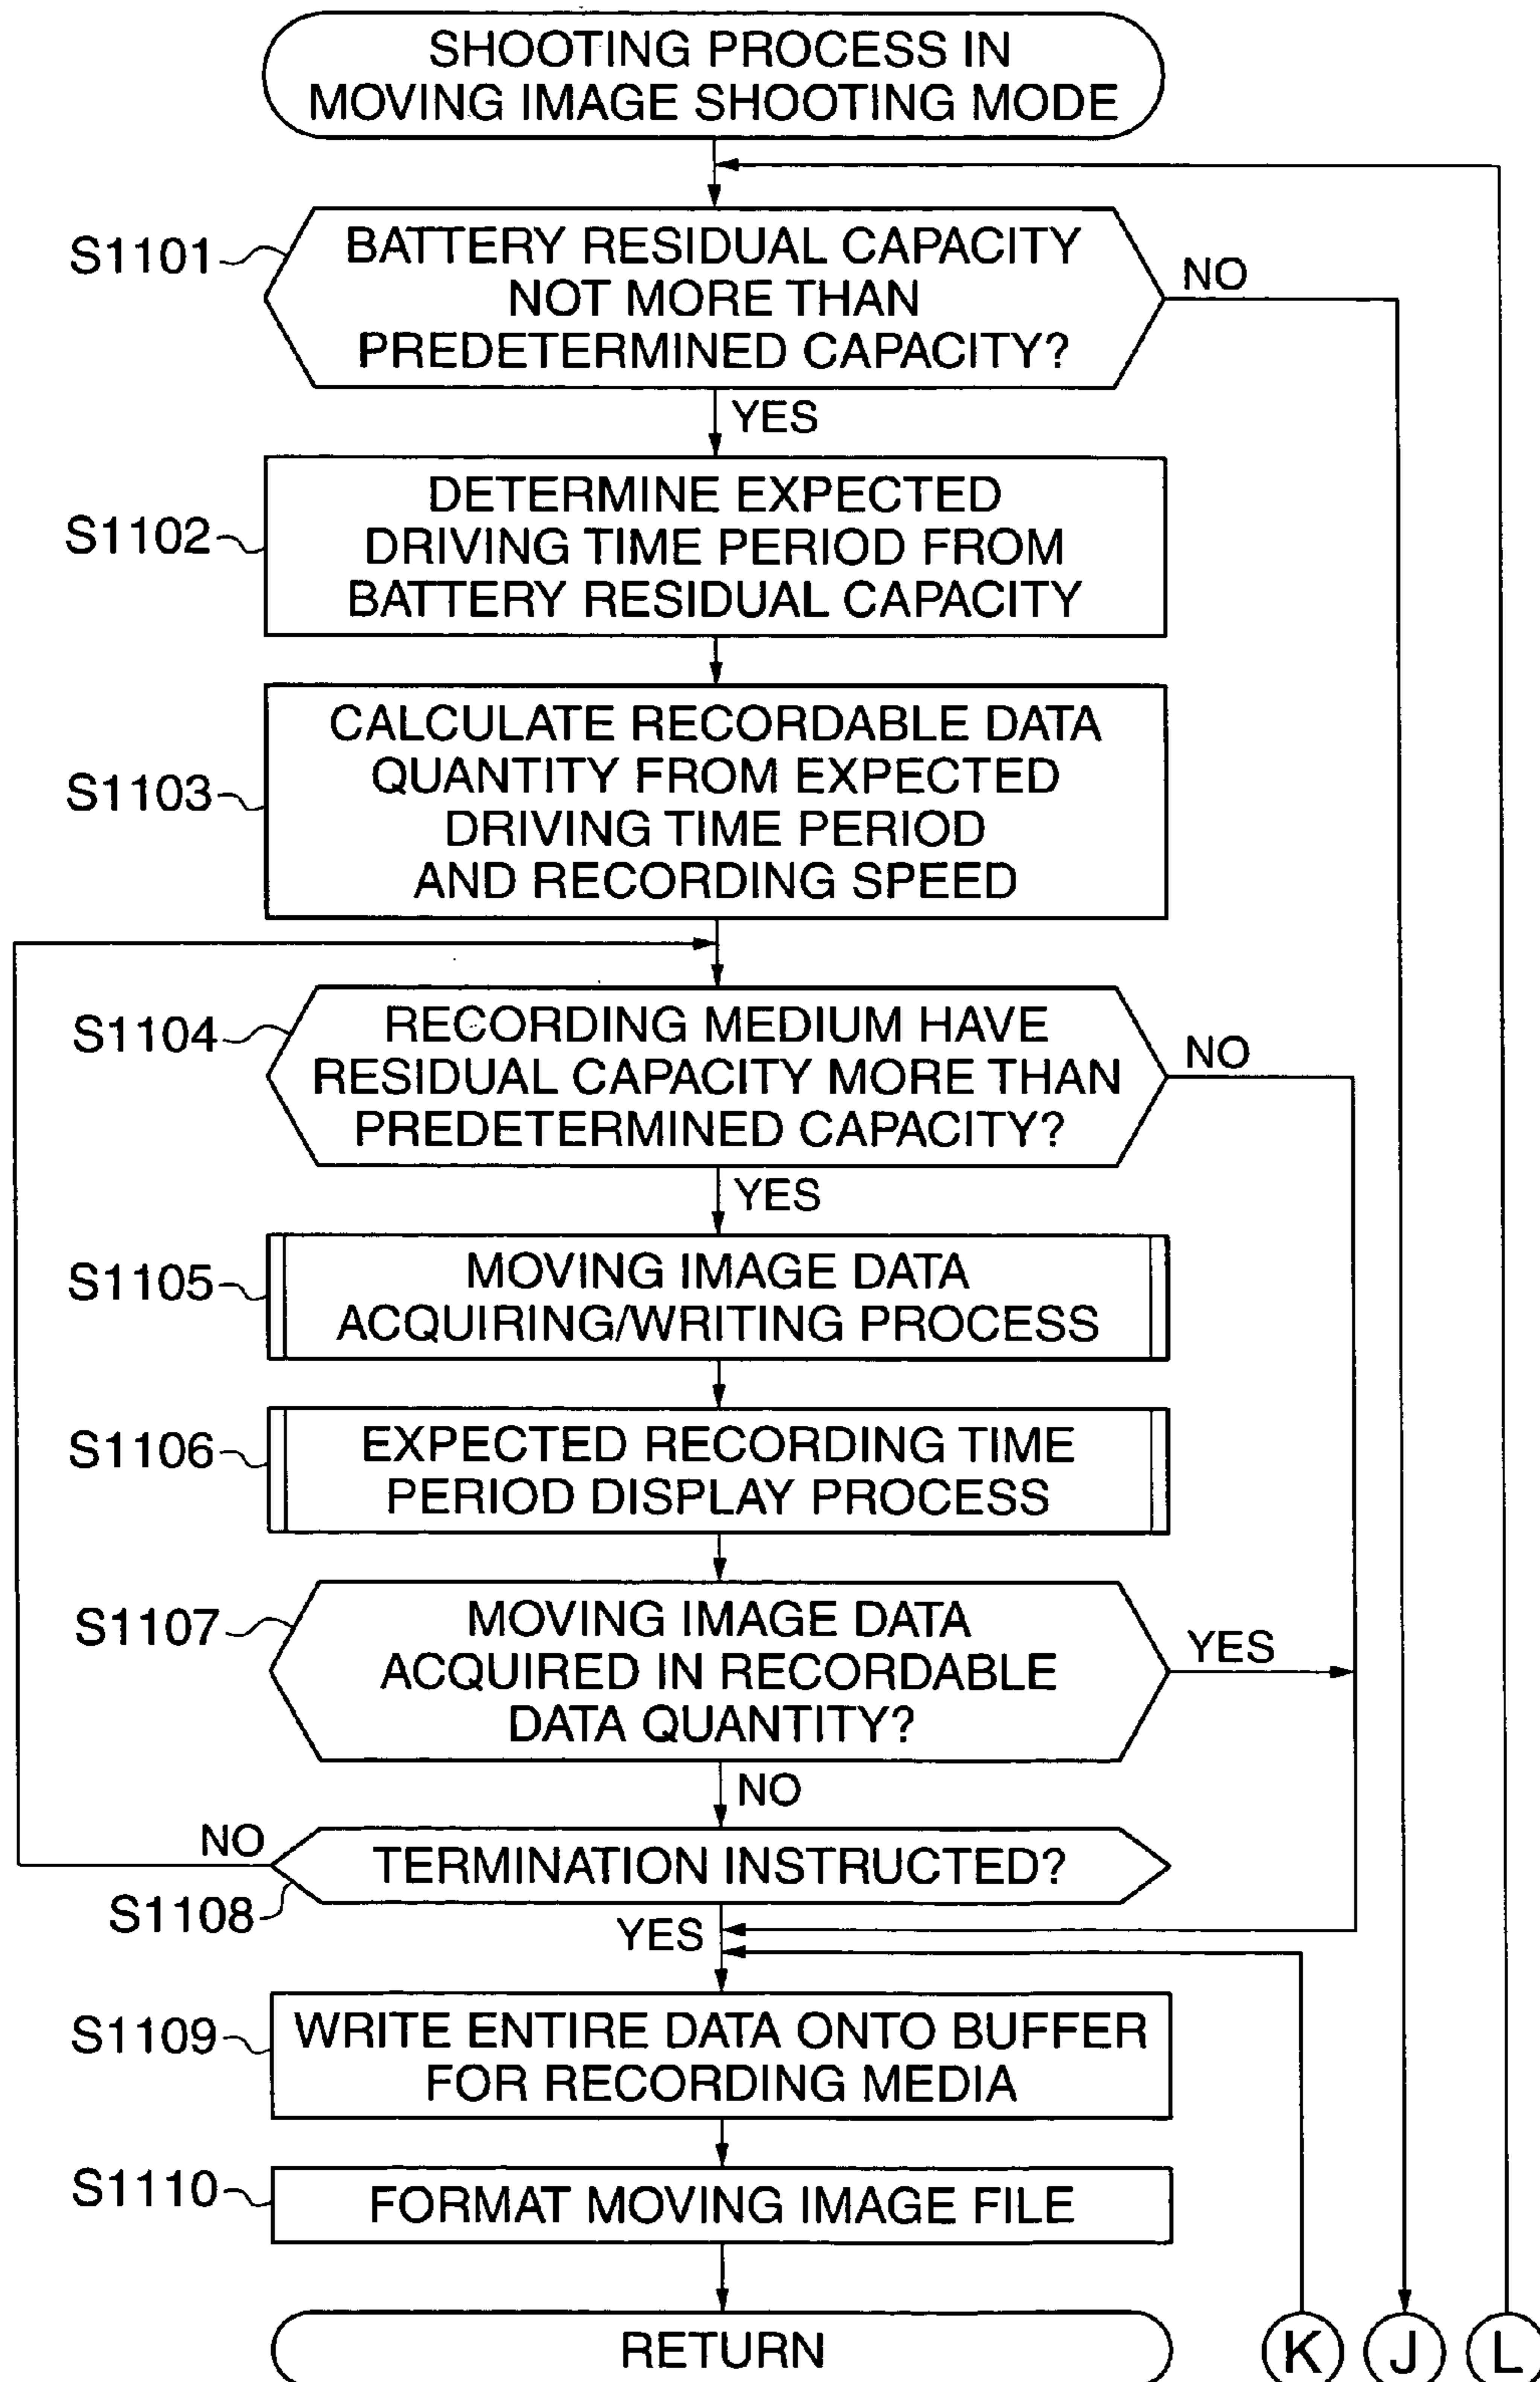 SHOOTING PROCESS IN
MOVING IMAGE SHOOTING MODE
S1101
BATTERY RESIDUAL CAPACITY
NOT MORE THAN
PREDETERMINED CAPACITY?
NO
YES
S1102
DETERMINE EXPECTED
DRIVING TIME PERIOD FROM
BATTERY RESIDUAL CAPACITY
S1103
CALCULATE RECORDABLE DATA
QUANTITY FROM EXPECTED
DRIVING TIME PERIOD
AND RECORDING SPEED
S1104
RECORDING MEDIUM HAVE
RESIDUAL CAPACITY MORE THAN
PREDETERMINED CAPACITY?
NO
YES
S1105
MOVING IMAGE DATA
ACQUIRING/WRITING PROCESS
S1106
EXPECTED RECORDING TIME
PERIOD DISPLAY PROCESS
S1107
MOVING IMAGE DATA
ACQUIRED IN RECORDABLE
DATA QUANTITY?
YES
NO
NO
TERMINATION INSTRUCTED?
S1108
YES
S1109
WRITE ENTIRE DATA ONTO BUFFER
FOR RECORDING MEDIA
S1110
FORMAT MOVING IMAGE FILE
RETURN
K
J
L